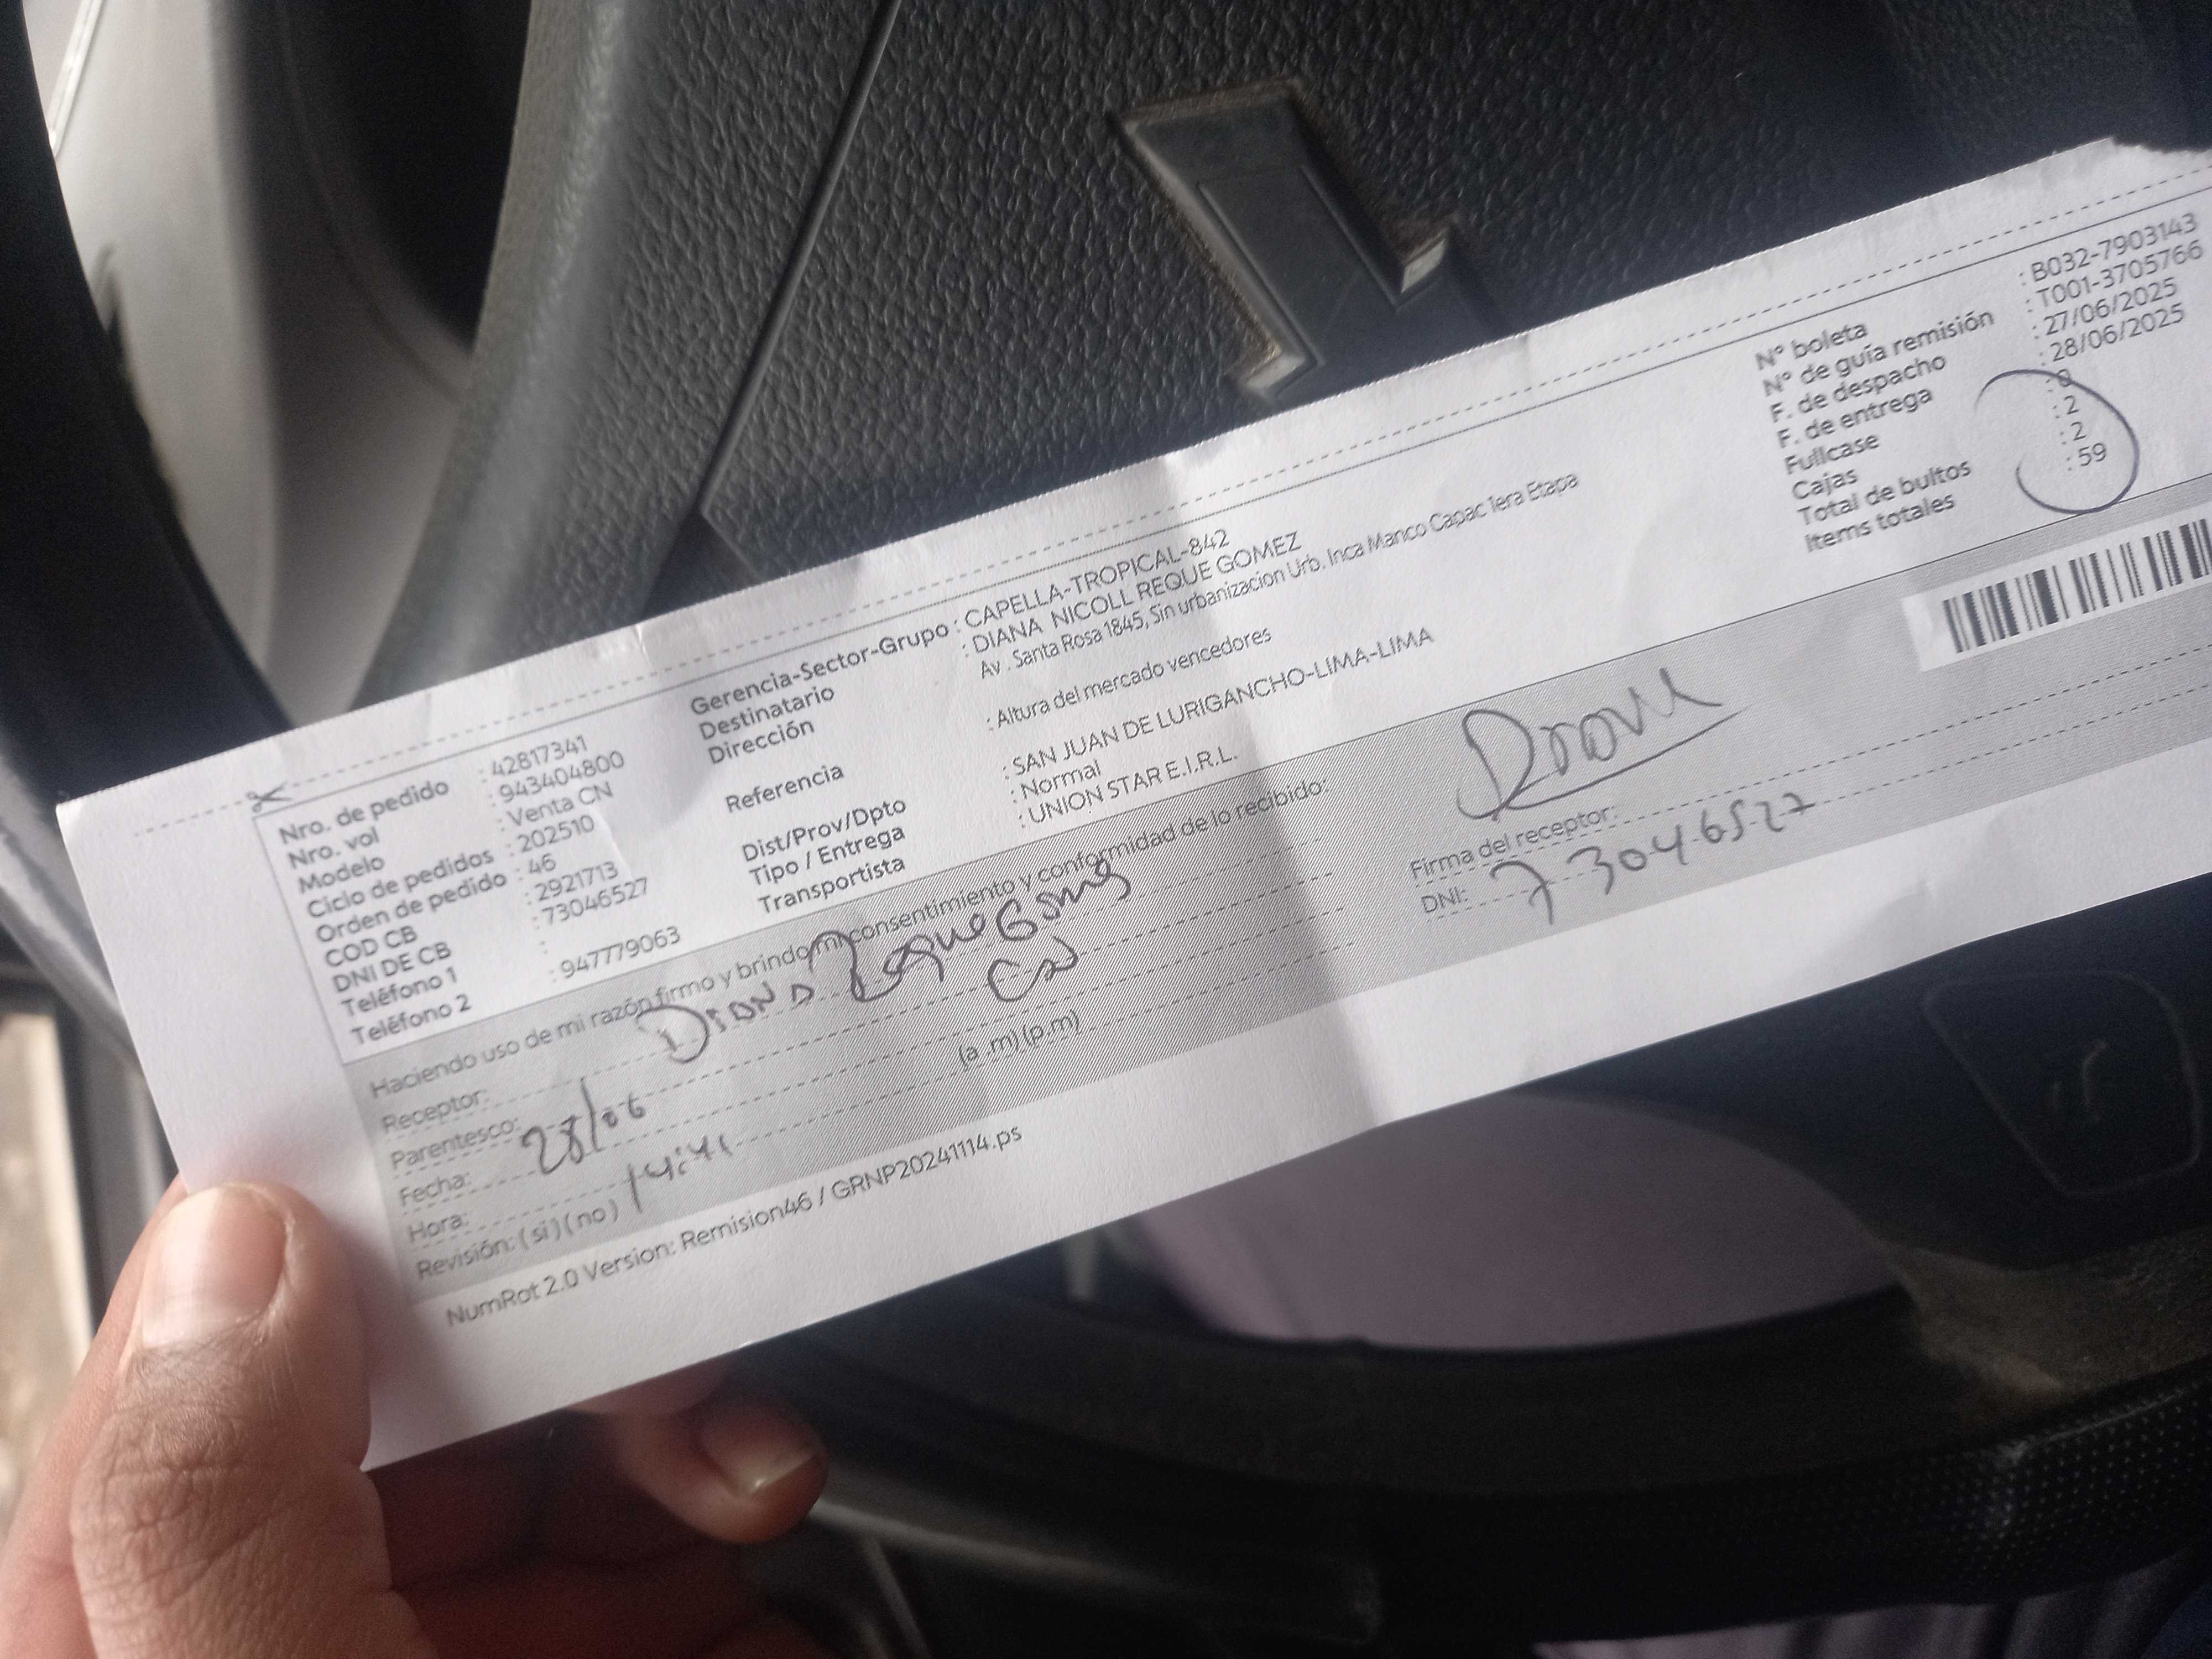 Nro. de pedido : 42817341
Nro. vol : 943404800
Modelo : Venta CN
Ciclo de pedidos : 202510
Orden de pedido : 46
COD CB : 2921713
DNI DE CB : 73046527
Teléfono 1 :
Teléfono 2 : 947779063
Gerencia-Sector-Grupo : CAPELLA-TROPICAL-842
Destinatario : DIANA NICOLL REQUE GOMEZ
Dirección : Av . Santa Rosa 1845, Sin urbanizacion Urb. Inca Manco Capac 1era Etapa
Referencia : Altura del mercado vencedores
Dist/Prov/Dpto : SAN JUAN DE LURIGANCHO-LIMA-LIMA
Tipo / Entrega : Normal
Transportista : UNION STAR E.I.R.L.
N° boleta : B032-7903143
N° de guía remisión : T001-3705766
F. de despacho : 27/06/2025
F. de entrega : 28/06/2025
Fullcase : 0
Cajas : 2
Total de bultos : 2
Items totales : 59
Haciendo uso de mi razón firmo y brindo mi consentimiento y conformidad de lo recibido:
Receptor: Diana Reque Gomez
Parentesco: CN
Fecha: 28/06
Hora: 14:41 (a .m) (p.m)
Revisión: ( si ) ( no )
Firma del receptor:
DNI: 73046527
NumRot 2.0 Version: Remision46 / GRNP20241114.ps